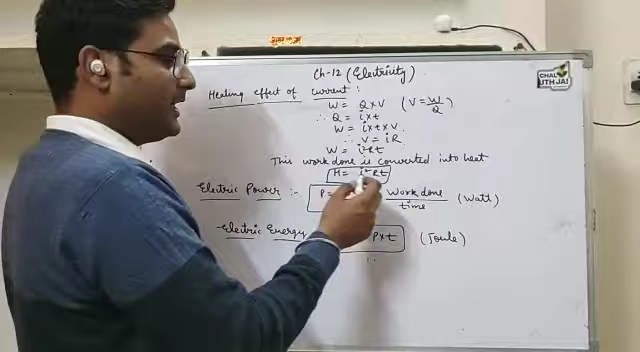 Ch-12 (Eletricity)
Heating effect of current :
W = Q×V (V = W/Q)
∴ Q = i×t
W = i×t×V
∴ V = iR
W = i²Rt
This work done is converted into heat
H = i²Rt
Electric Power :- P = Work done / time (Watt)
Electric Energy P×t (Joule)
CHAL UTH JA!